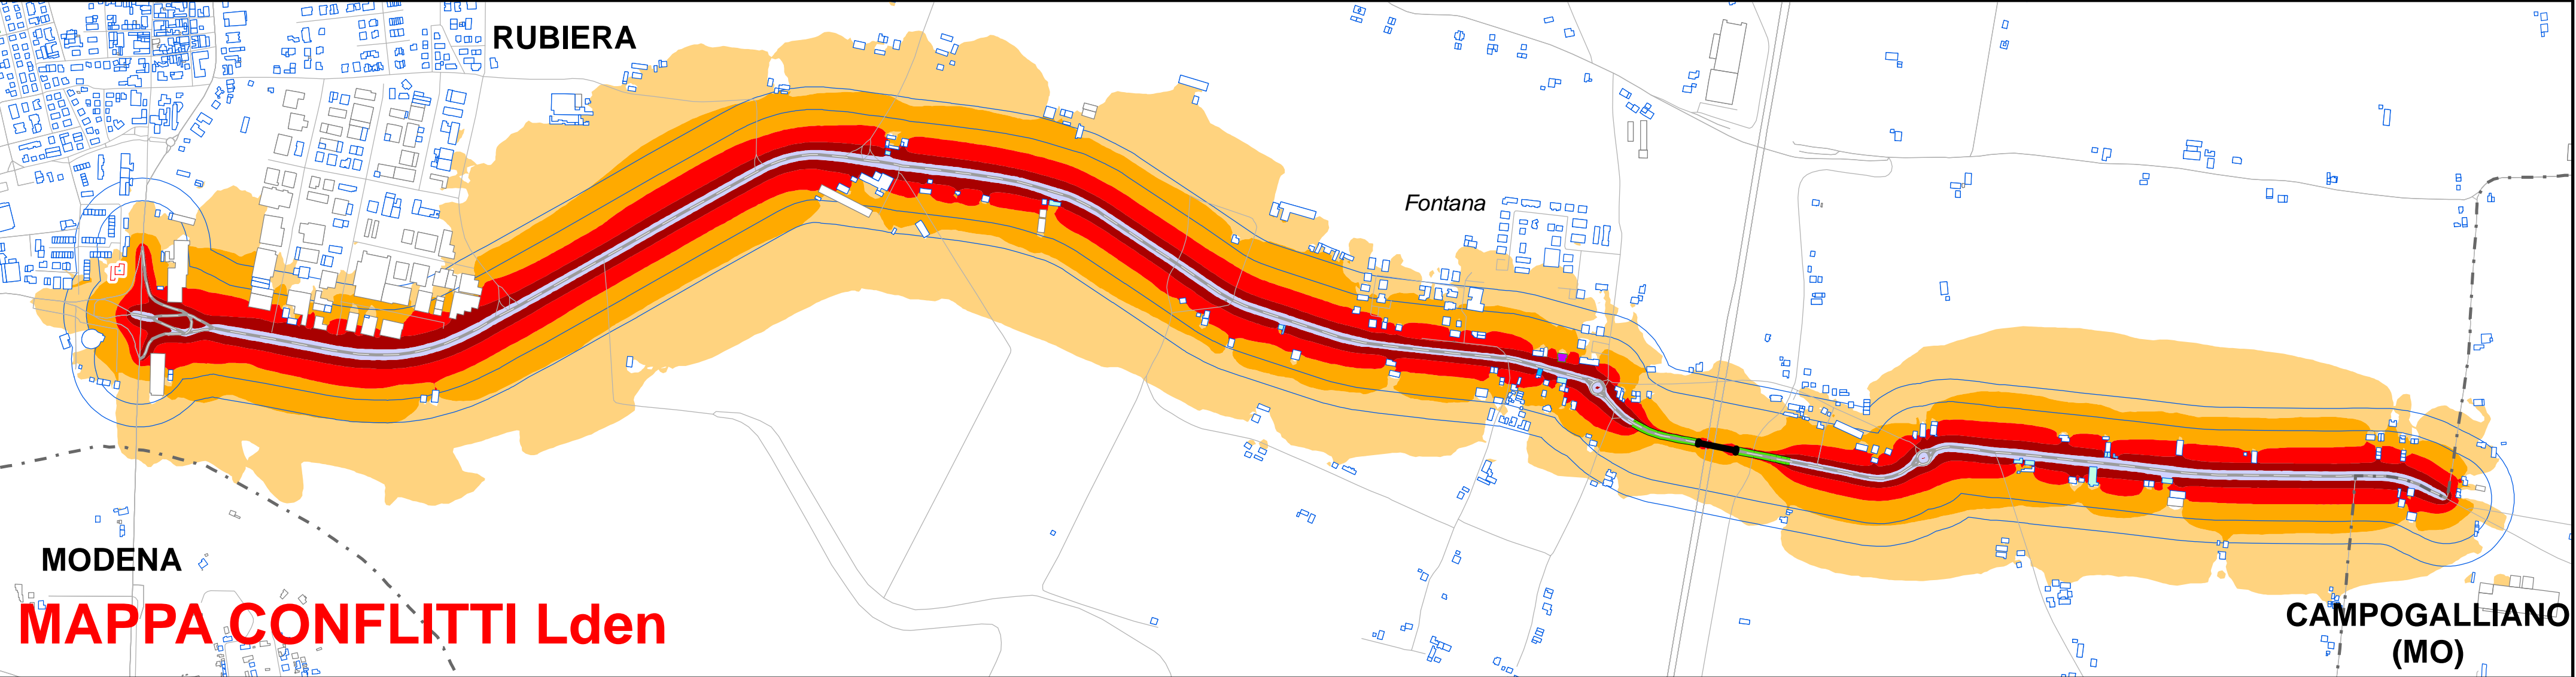 RUBIERA
Fontana
MODENA
MAPPA CONFLITTI Lden
CAMPOGALLIANO
(MO)